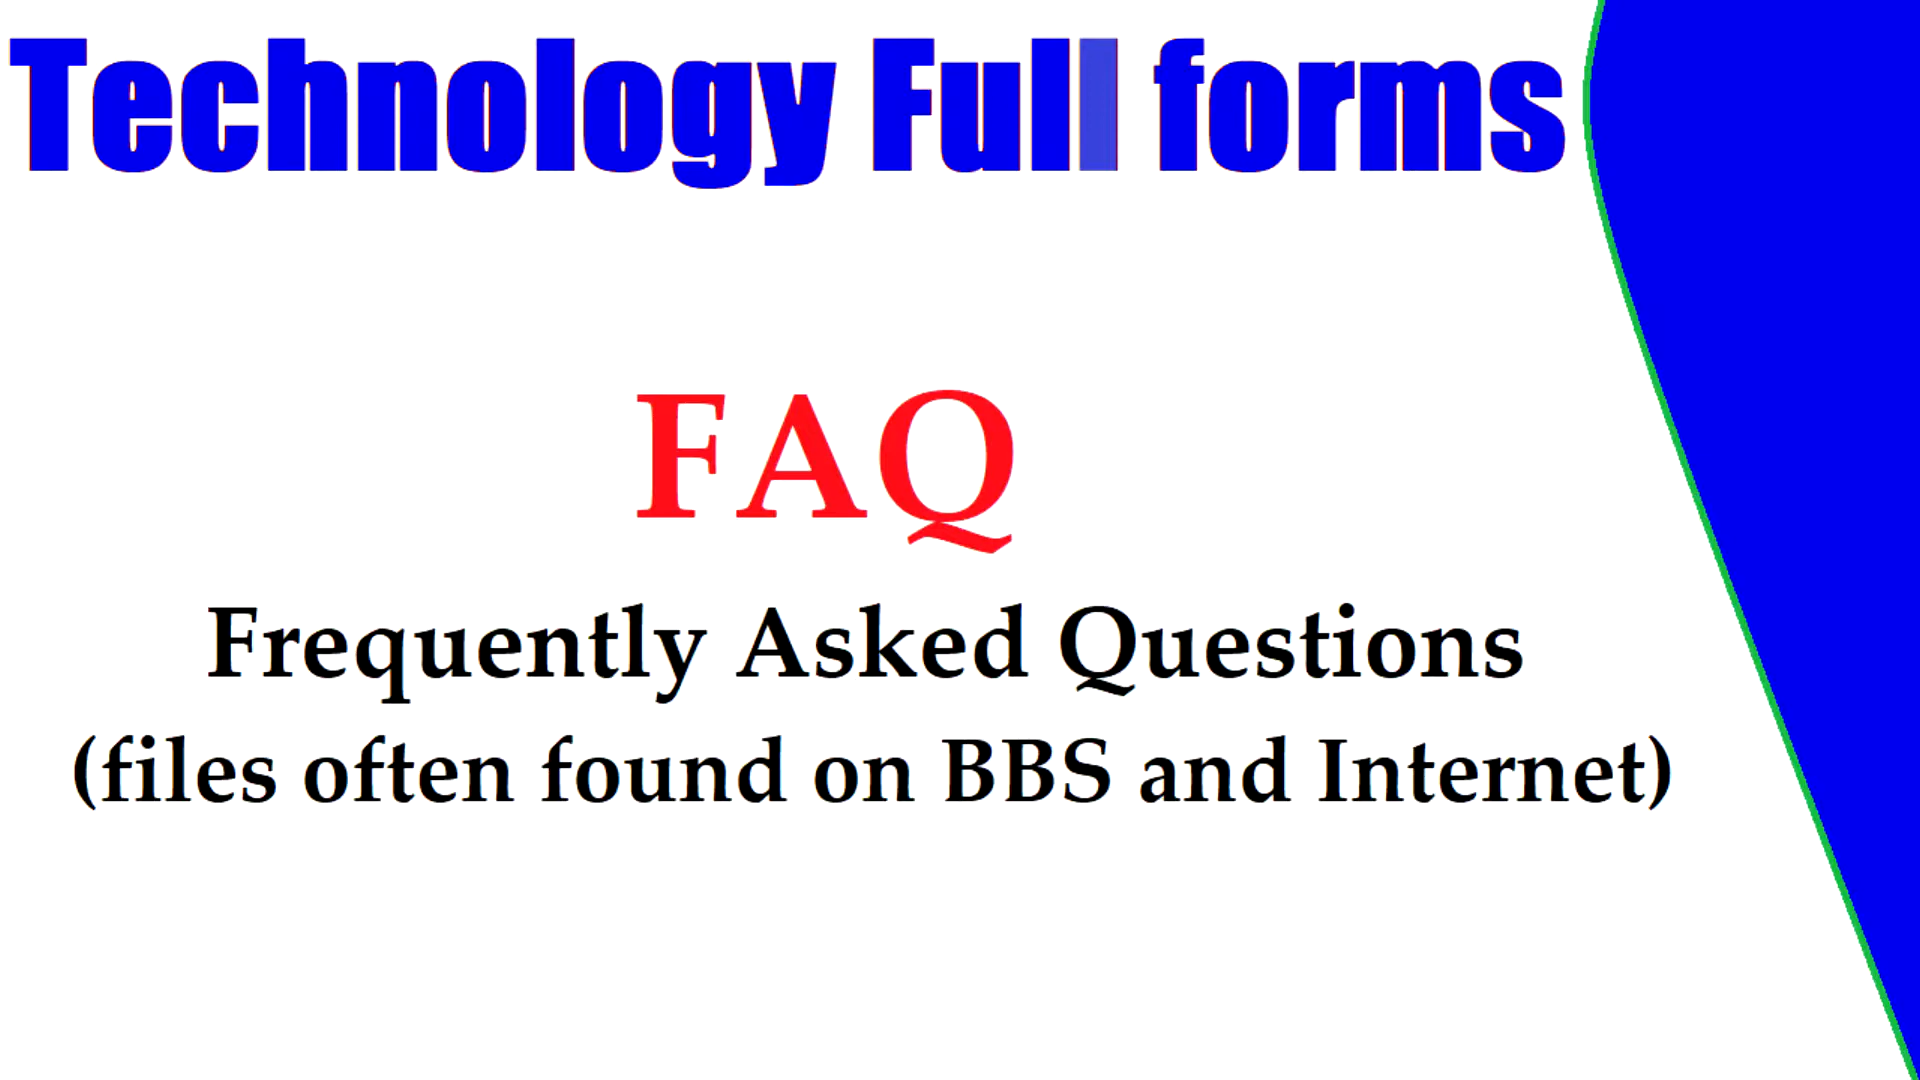 Technology Full forms
FAQ
Frequently Asked Questions
(files often found on BBS and Internet)